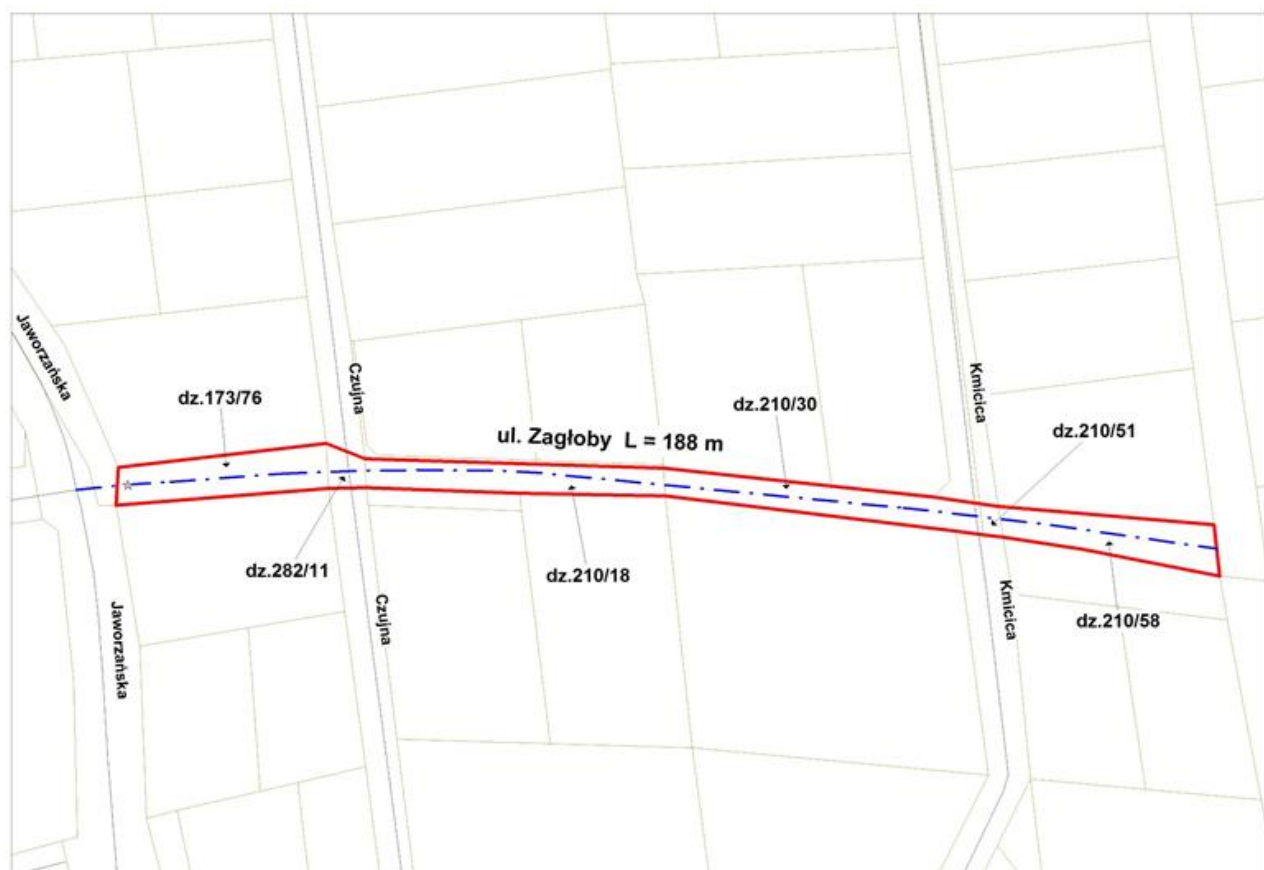 Jaworzańska
dz.173/76
Czujna
ul. Zagłoby L = 188 m
dz.210/30
Kmicica
dz.210/51
dz.282/11
dz.210/18
Jaworzańska
Czujna
Kmicica
dz.210/58